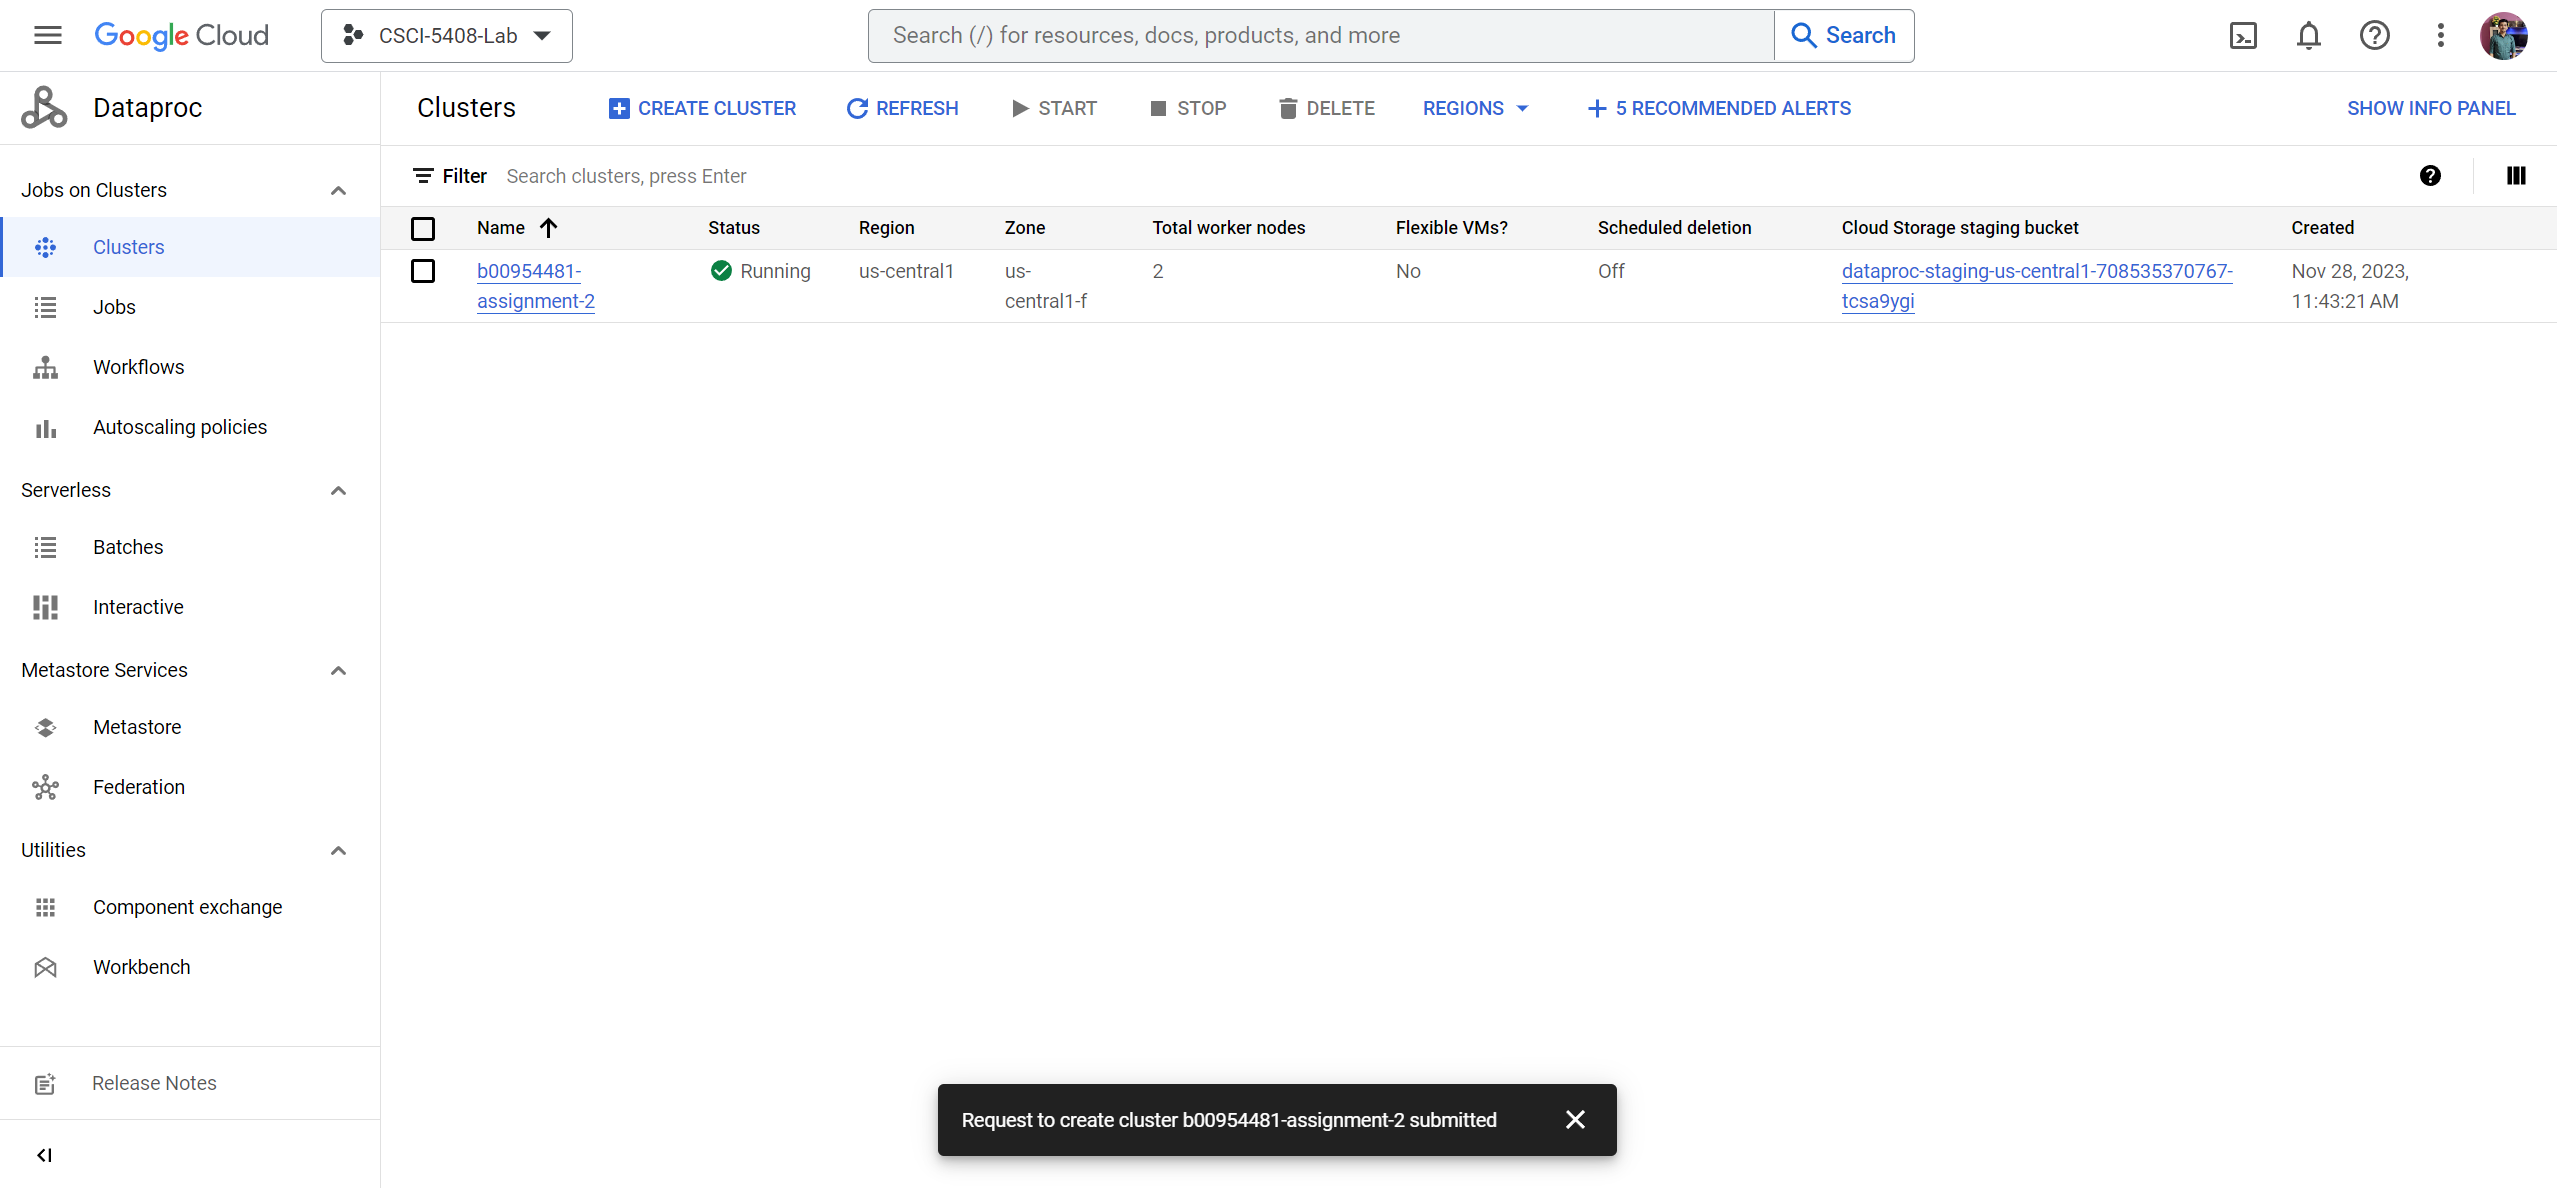 Google Cloud
CSCI-5408-Lab
Search (/) for resources, docs, products, and more
Search
Dataproc
Clusters
CREATE CLUSTER
REFRESH
START
STOP
DELETE
REGIONS
5 RECOMMENDED ALERTS
SHOW INFO PANEL
Jobs on Clusters
Clusters
Jobs
Workflows
Autoscaling policies
Serverless
Batches
Interactive
Metastore Services
Metastore
Federation
Utilities
Component exchange
Workbench
Release Notes
Filter Search clusters, press Enter
Name Status Region Zone Total worker nodes Flexible VMs? Scheduled deletion Cloud Storage staging bucket Created
b00954481- Running us-central1 us- 2 No Off dataproc-staging-us-central1-708535370767- Nov 28, 2023,
assignment-2 central1-f tcsa9ygi 11:43:21 AM
Request to create cluster b00954481-assignment-2 submitted